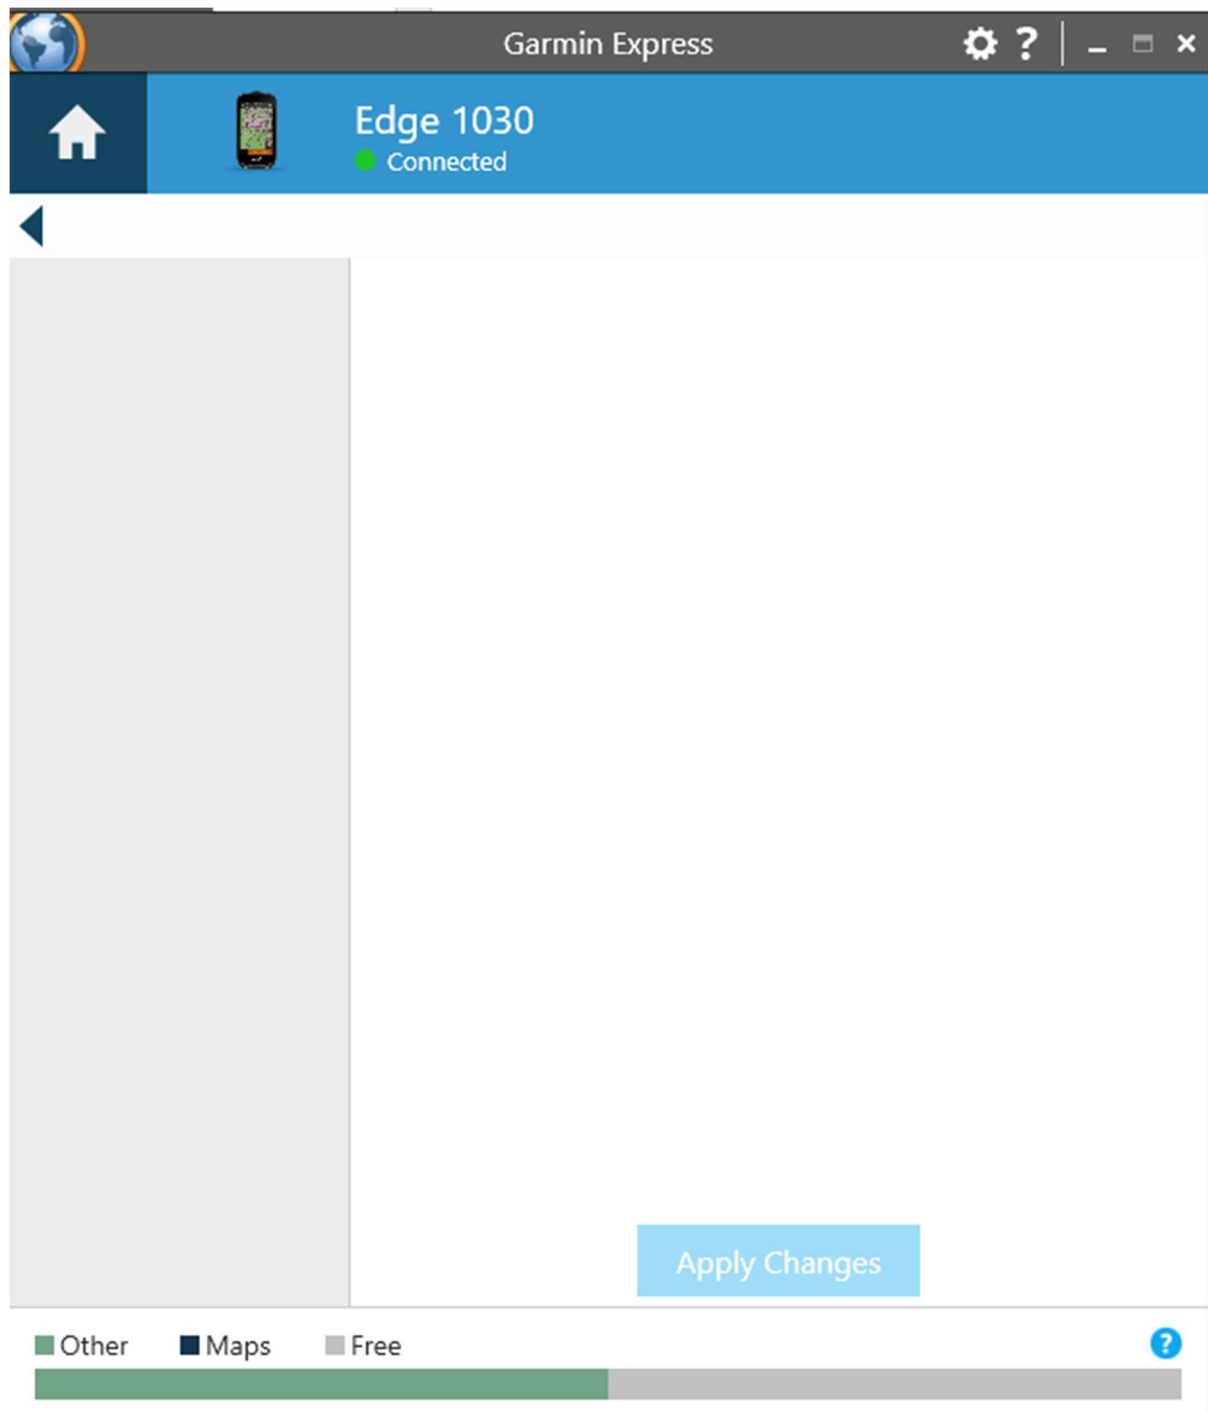 Garmin Express
?
Edge 1030
Connected
Apply Changes
Other Maps Free
?